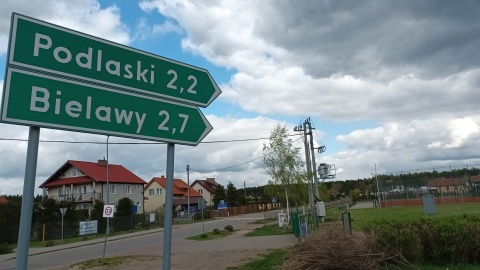 Podlaski 2,2
Bielawy 2,7